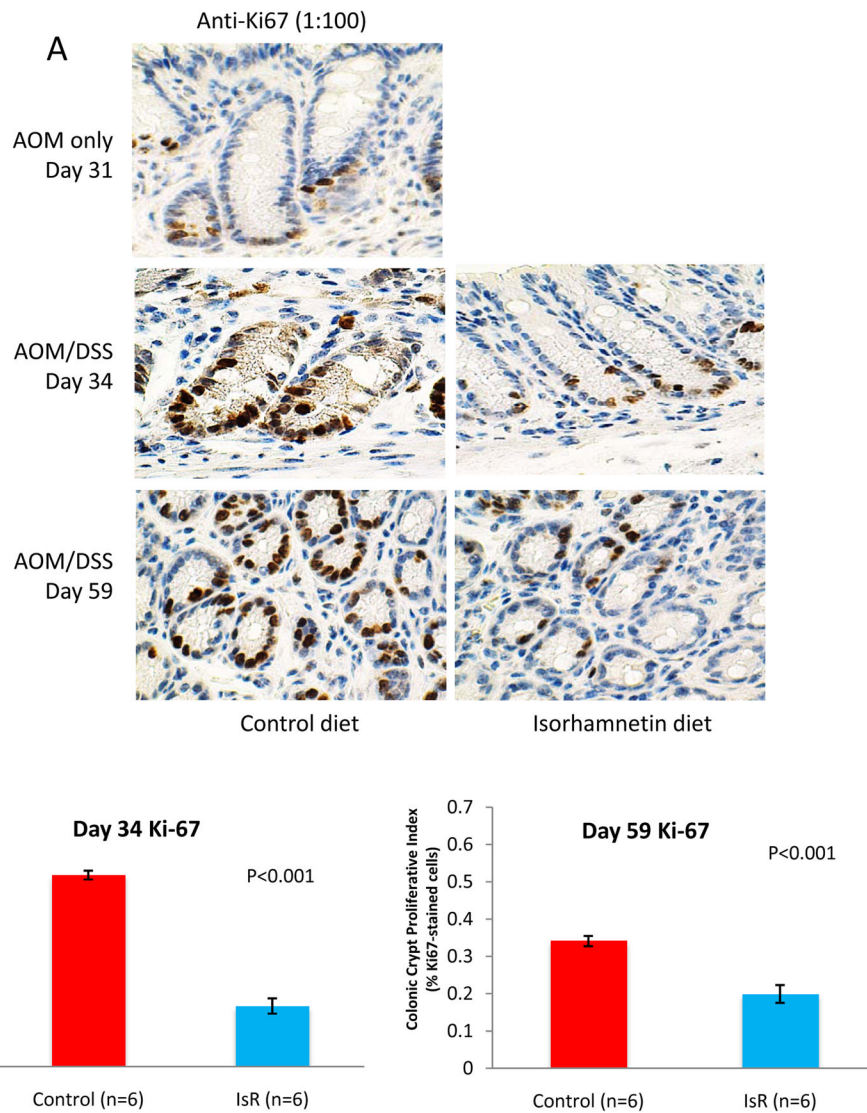 Anti-Ki67 (1:100)
A
AOM only
Day 31
AOM/DSS
Day 34
AOM/DSS
Day 59
Control diet
Isorhamnetin diet
Day 34 Ki-67
P<0.001
Control (n=6)
IsR (n=6)
Colonic Crypt Proliferative Index
(% Ki67-stained cells)
0.7
0.6
0.5
0.4
0.3
0.2
0.1
0
Day 59 Ki-67
P<0.001
Control (n=6)
IsR (n=6)